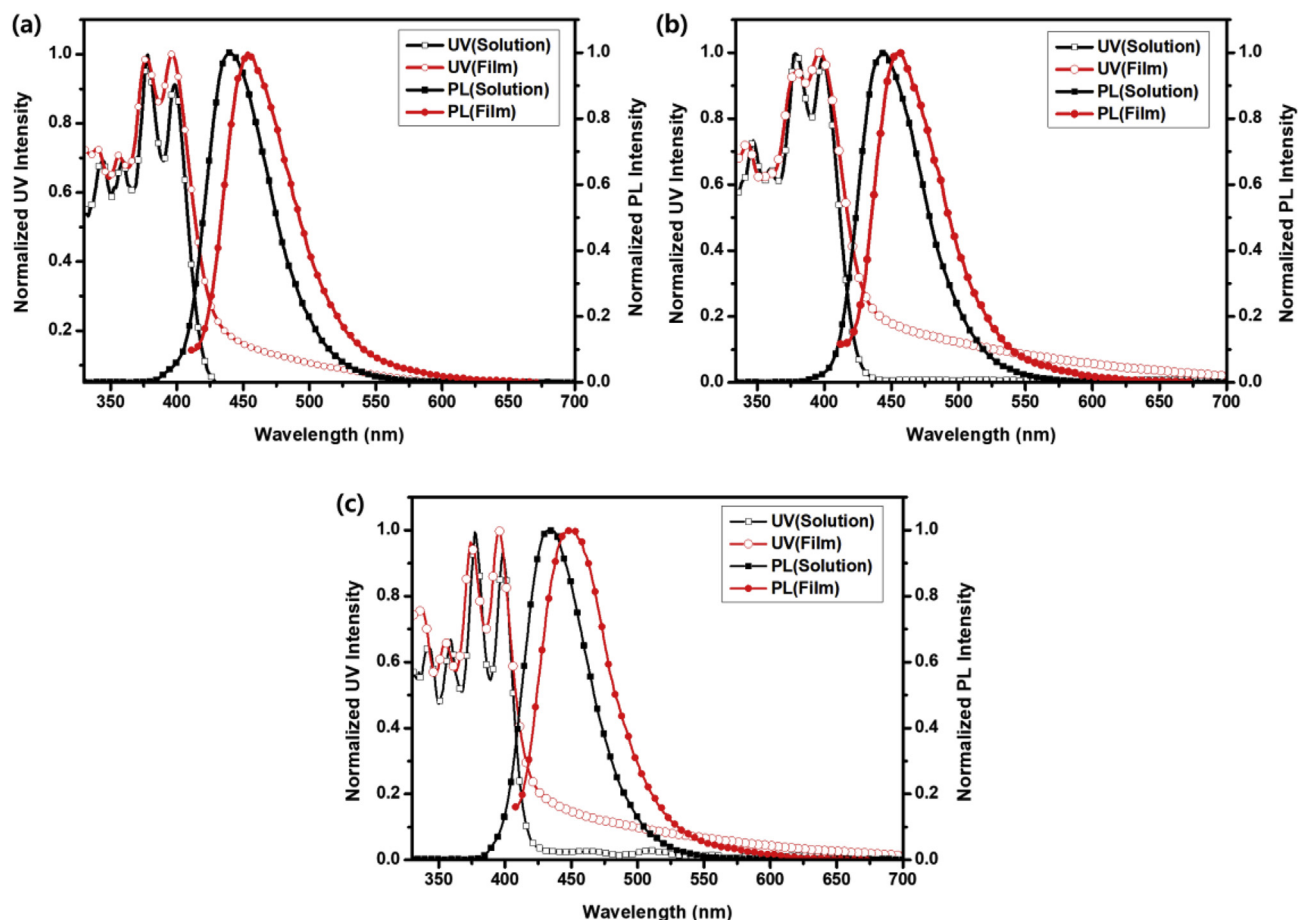 (a)
UV(Solution)
UV(Film)
PL(Solution)
PL(Film)
Normalized UV Intensity
1.0
0.8
0.6
0.4
0.2
Normalized PL Intensity
1.0
0.8
0.6
0.4
0.2
0.0
350 400 450 500 550 600 650 700
Wavelength (nm)
(b)
UV(Solution)
UV(Film)
PL(Solution)
PL(Film)
Normalized UV Intensity
1.0
0.8
0.6
0.4
0.2
0.0
Normalized PL Intensity
1.0
0.8
0.6
0.4
0.2
0.0
350 400 450 500 550 600 650 700
Wavelength (nm)
(c)
UV(Solution)
UV(Film)
PL(Solution)
PL(Film)
Normalized UV Intensity
1.0
0.8
0.6
0.4
0.2
0.0
Normalized PL Intensity
1.0
0.8
0.6
0.4
0.2
0.0
350 400 450 500 550 600 650 700
Wavelength (nm)